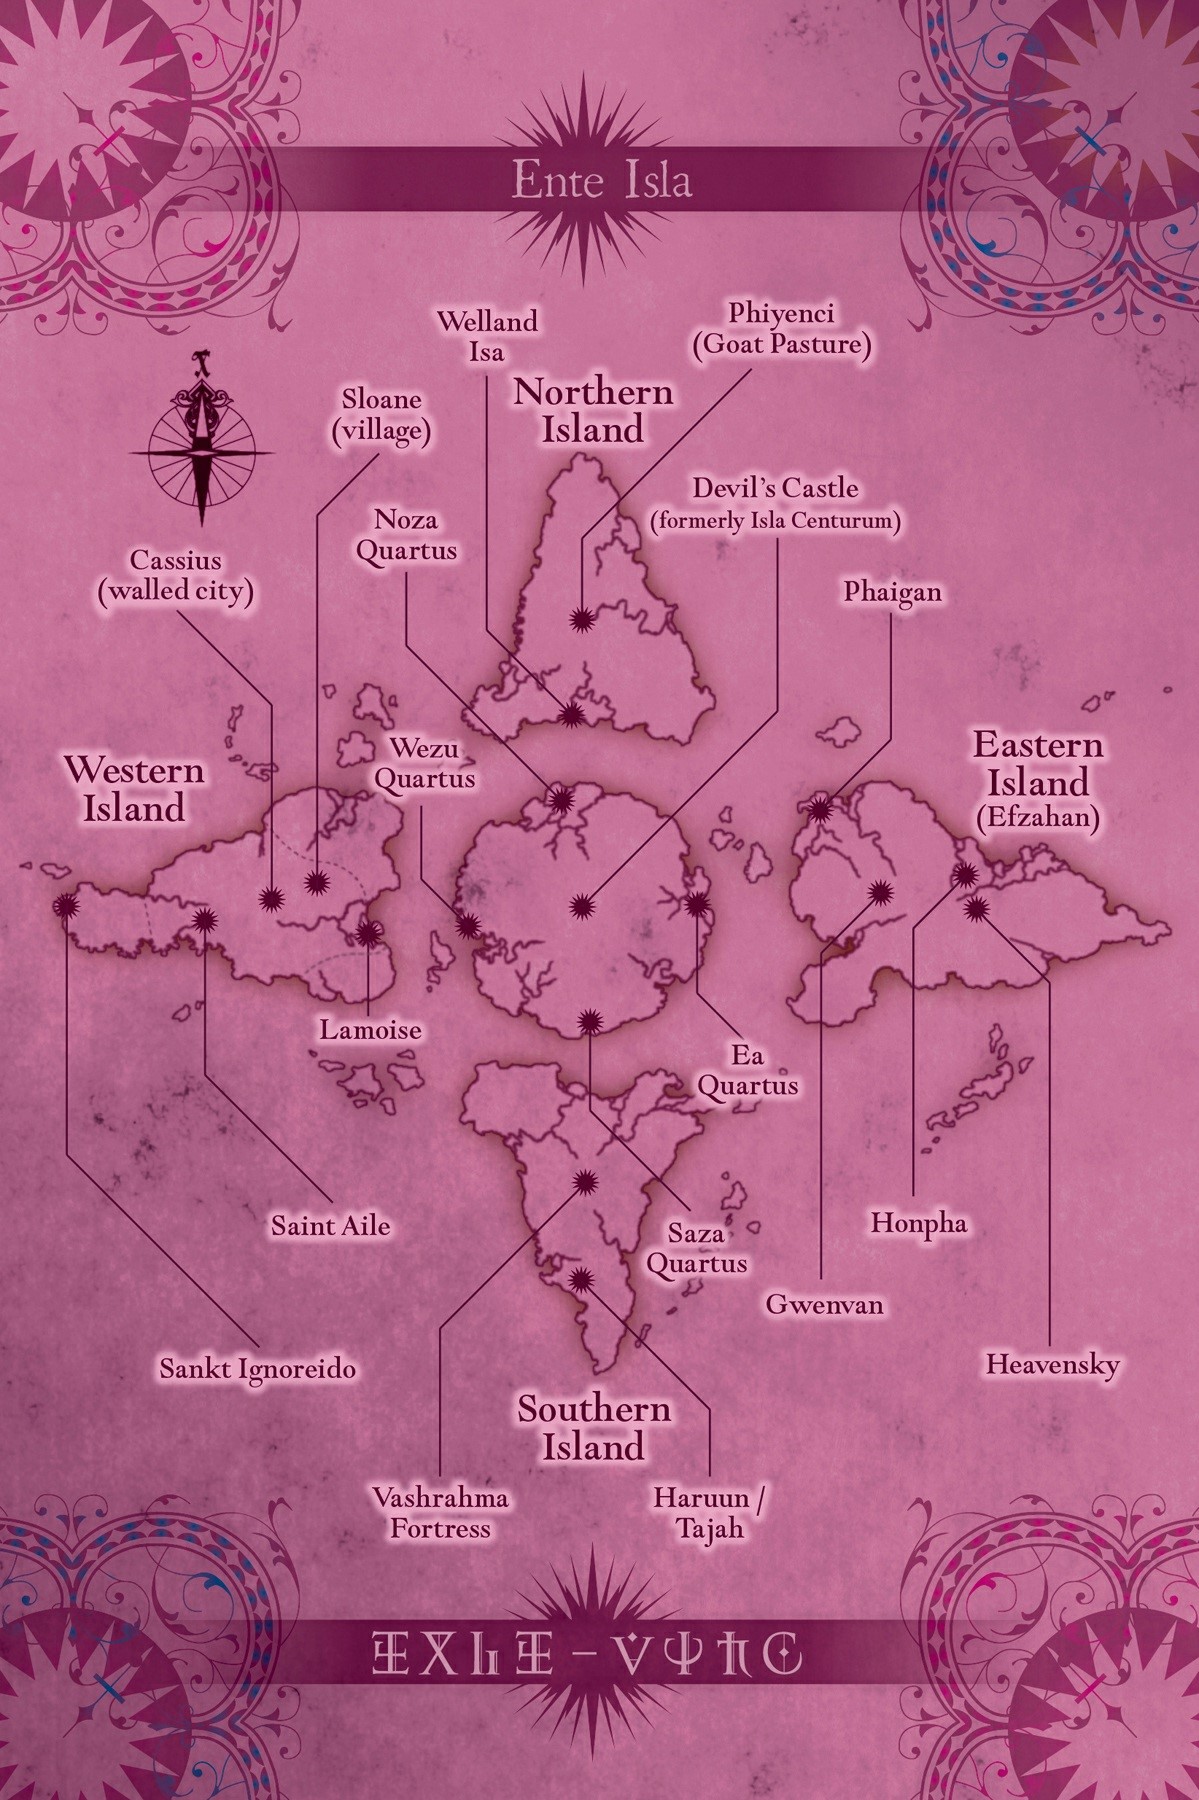 Ente Isla
Welland
Isa
Phiyenci
(Goat Pasture)
Northern
Island
Sloane
(village)
Devil's Castle
(formerly Isla Centurum)
Noza
Quartus
Cassius
(walled city)
Phaigan
Wezu
Quartus
Eastern
Island
(Efzahan)
Western
Island
Lamoise
Ea
Quartus
Saint Aile
Saza
Quartus
Honpha
Gwenvan
Sankt Ignoreido
Heavensky
Southern
Island
Vashrahma
Fortress
Haruun /
Tajah